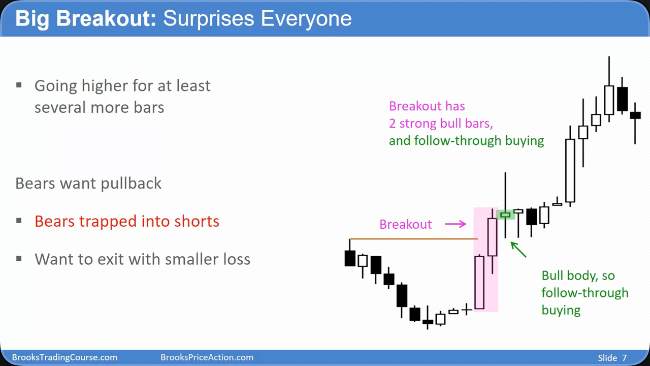 Big Breakout: Surprises Everyone
▪ Going higher for at least
several more bars
Bears want pullback
▪ Bears trapped into shorts
▪ Want to exit with smaller loss
Breakout has
2 strong bull bars,
and follow-through buying
Breakout
Bull body, so
follow-through
buying
BrooksTradingCourse.com
BrooksPriceAction.com
Slide 7